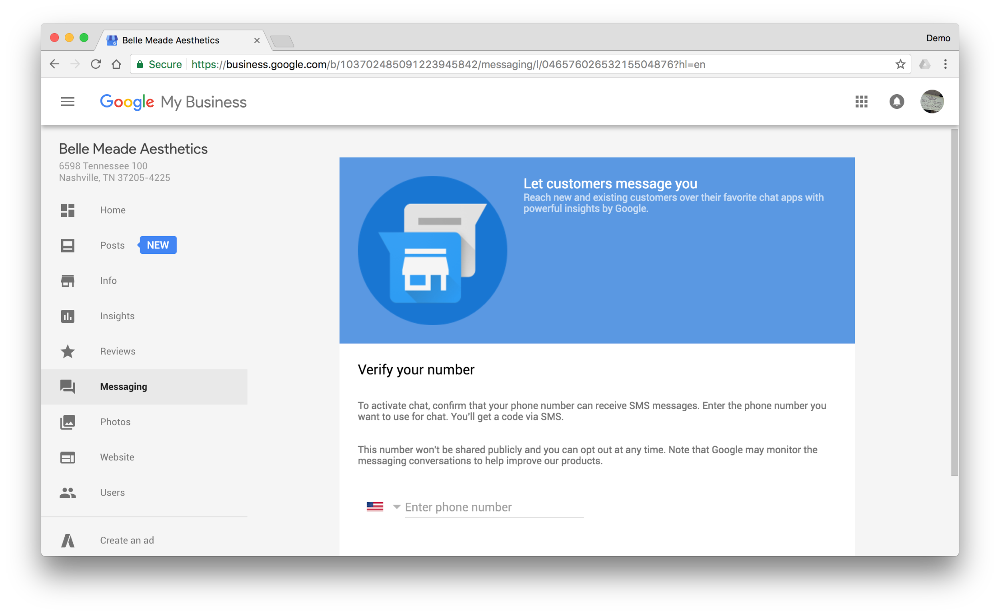 Belle Meade Aesthetics
Demo
Secure
https://business.google.com/b/103702485091223945842/messaging/l/04657602653215504876?hl=en
Google My Business
BELLE MEADE
Aesthetics
Belle Meade Aesthetics
6598 Tennessee 100
Nashville, TN 37205-4225
Home
Posts
NEW
Info
Insights
Reviews
Messaging
Photos
Website
Users
Create an ad
Let customers message you
Reach new and existing customers over their favorite chat apps with
powerful insights by Google.
Verify your number
To activate chat, confirm that your phone number can receive SMS messages. Enter the phone number you
want to use for chat. You'll get a code via SMS.
This number won't be shared publicly and you can opt out at any time. Note that Google may monitor the
messaging conversations to help improve our products.
Enter phone number